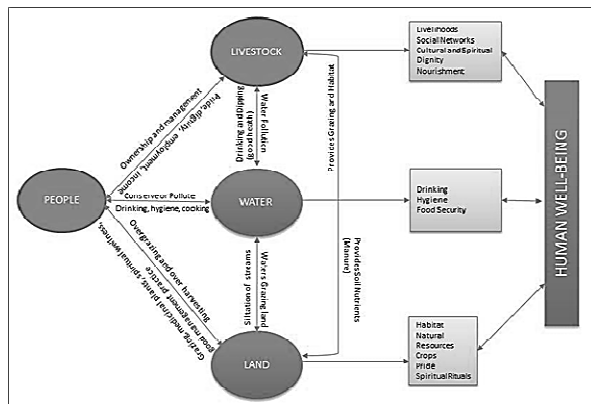 LIVESTOCK
Livelihoods
Social Networks
Cultural and Spiritual
Dignity
Nourishment
Ownership and management
Pride, dignity, employment, income
Drinking and Dipping
(good health)
Water Pollution
Provides Grazing and Habitat
PEOPLE
Conserve or Pollute
Drinking, hygiene, cooking
WATER
Drinking
Hygiene
Food Security
HUMAN WELL-BEING
Overgrazing and over harvesting
good management practice
Grazing, medicinal plants, spiritual wellness,
Siltation of streams
Waters Grazing land
Provides Soil Nutrients
(Manure)
LAND
Habitat
Natural
Resources
Crops
Pride
Spiritual Rituals